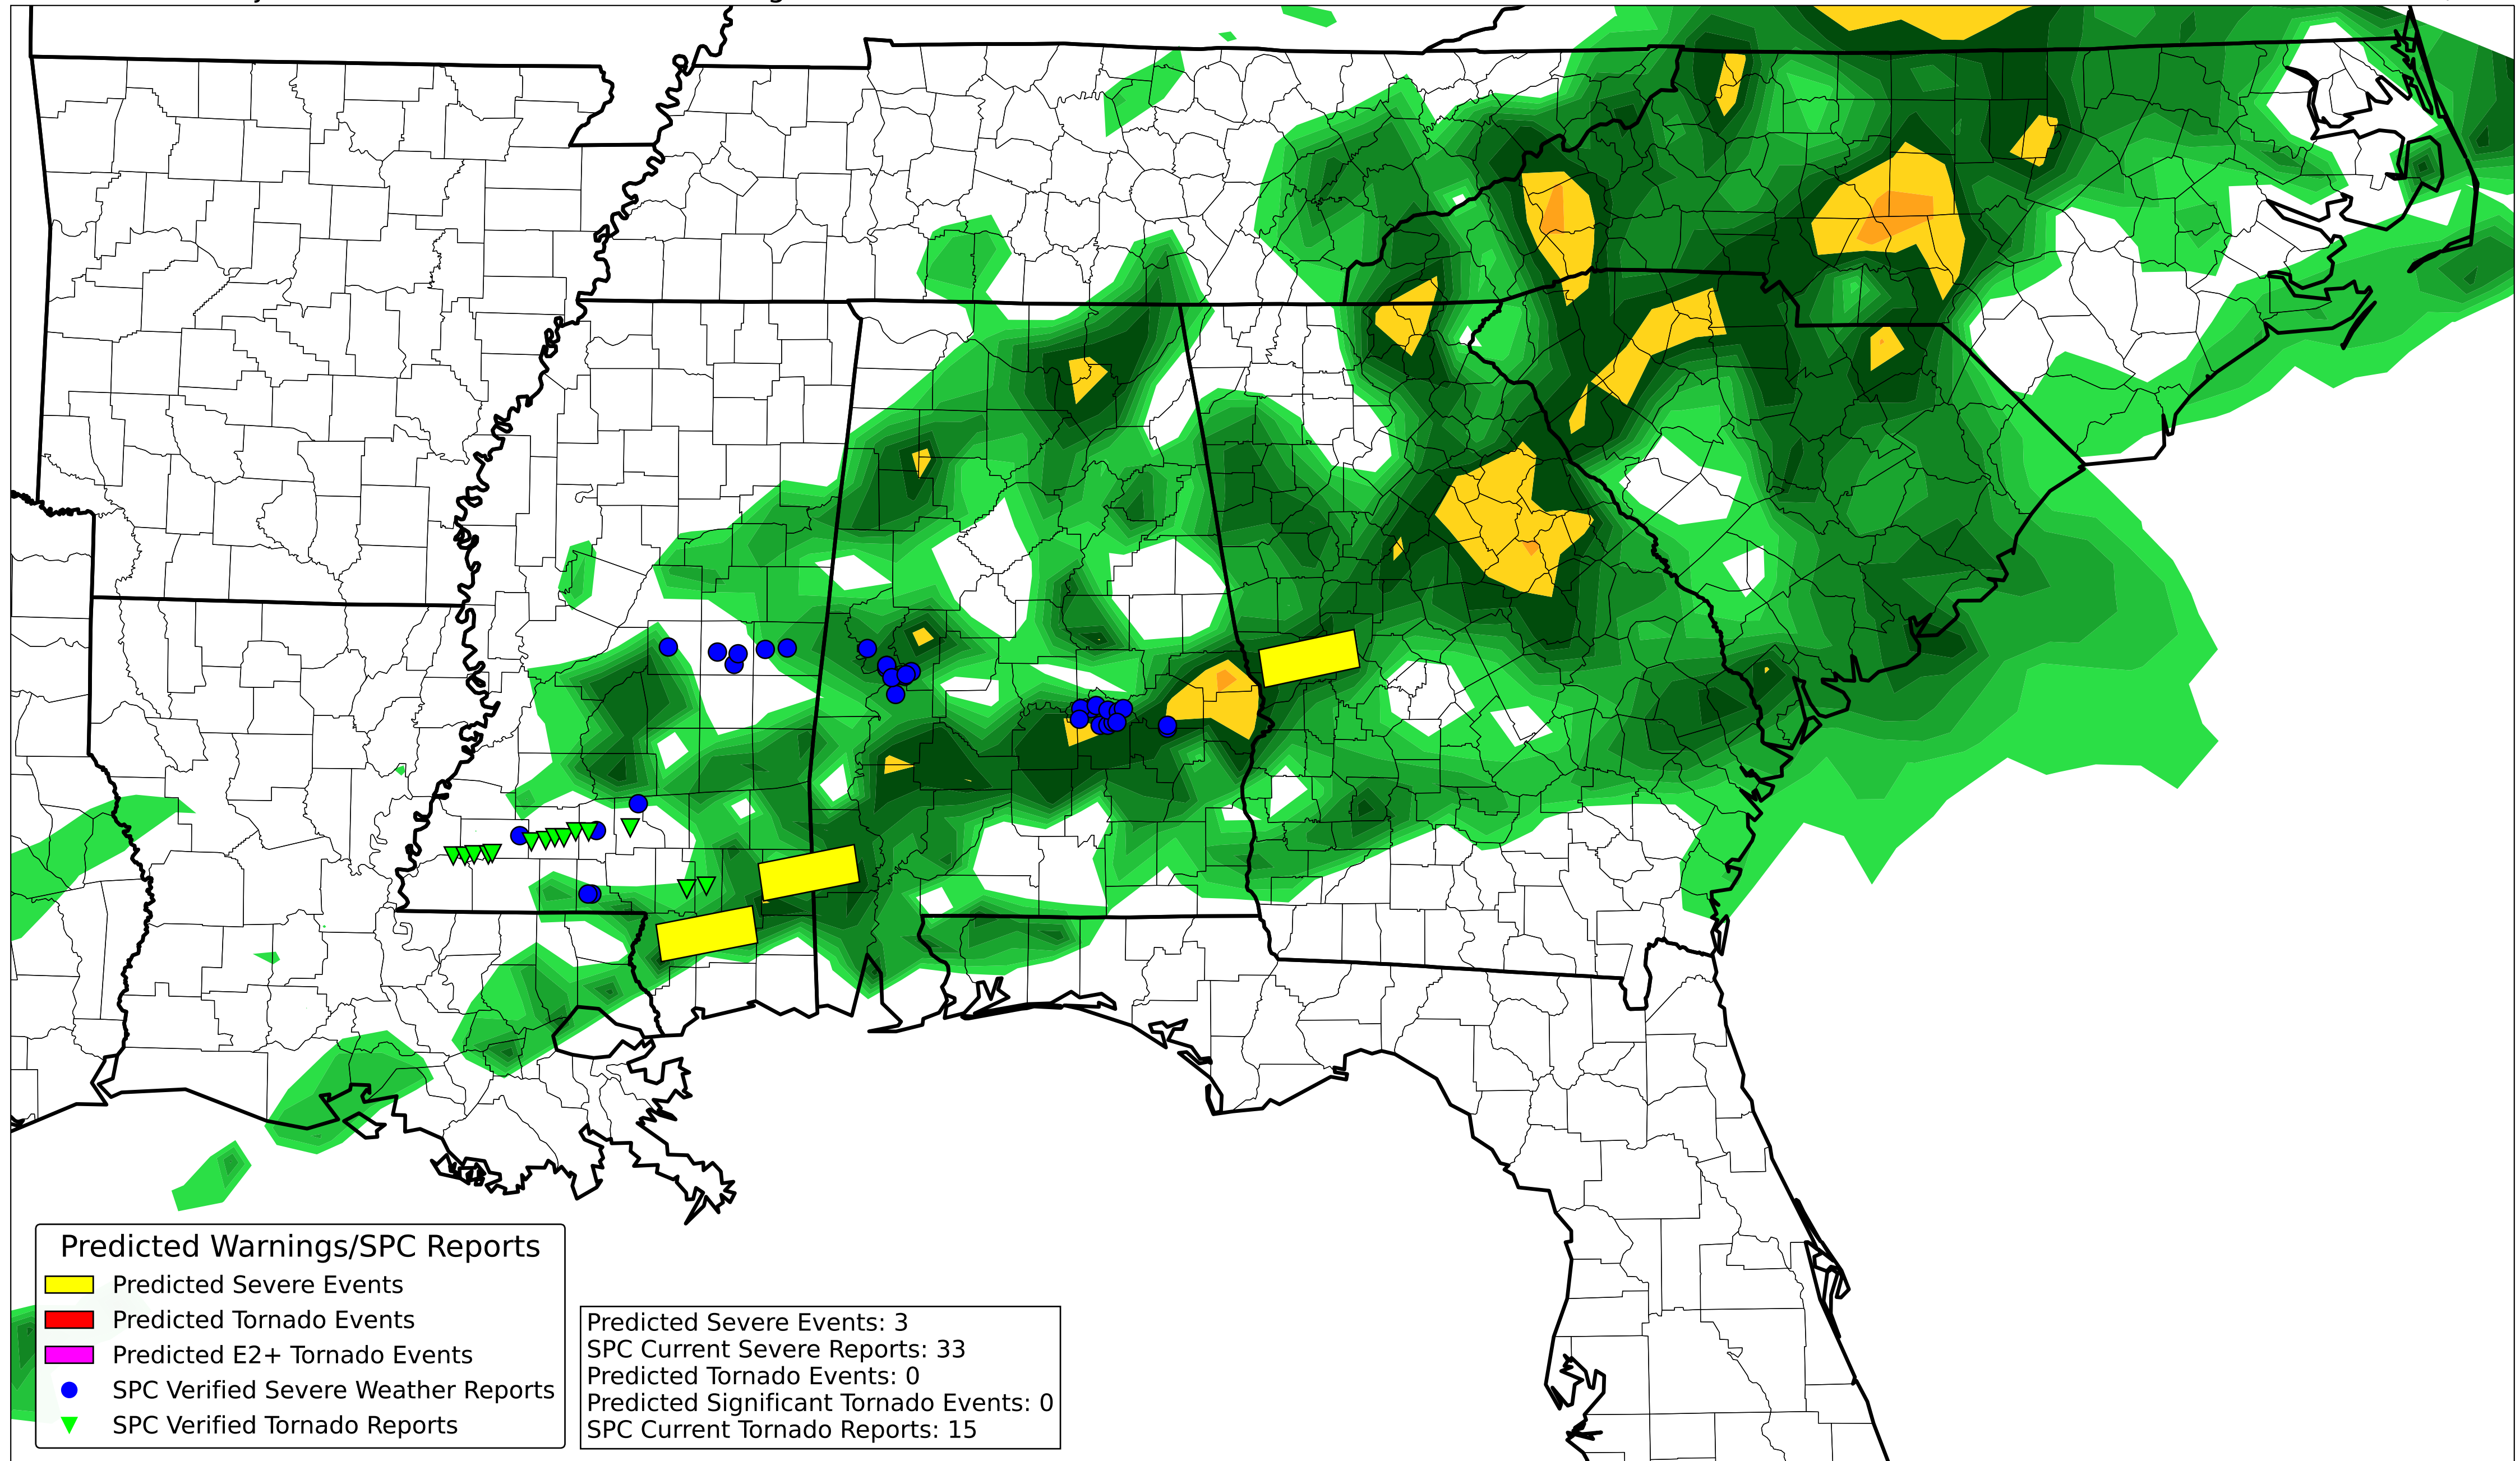 Predicted Warnings/SPC Reports
Predicted Severe Events
Predicted Tornado Events
Predicted E2+ Tornado Events
SPC Verified Severe Weather Reports
SPC Verified Tornado Reports
Predicted Severe Events: 3
SPC Current Severe Reports: 33
Predicted Tornado Events: 0
Predicted Significant Tornado Events: 0
SPC Current Tornado Reports: 15